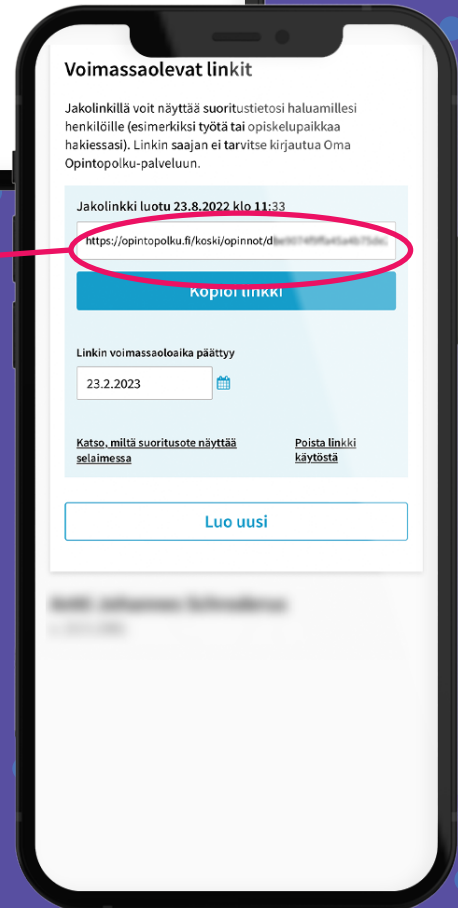 Voimassaolevat linkit
Jakolinkillä voit näyttää suoritustietosi haluamillesi
henkilöille (esimerkiksi työtä tai opiskelupaikkaa
hakiessasi). Linkin saajan ei tarvitse kirjautua Oma
Opintopolku-palveluun.
Jakolinkki luotu 23.8.2022 klo 11:33
https://opintopolku.fi/koski/opinnot/d
Kopioi linkki
Linkin voimassaoloaika päättyy
23.2.2023
Katso, miltä suoritusote näyttää
selaimessa
Poista linkki
käytöstä
Luo uusi